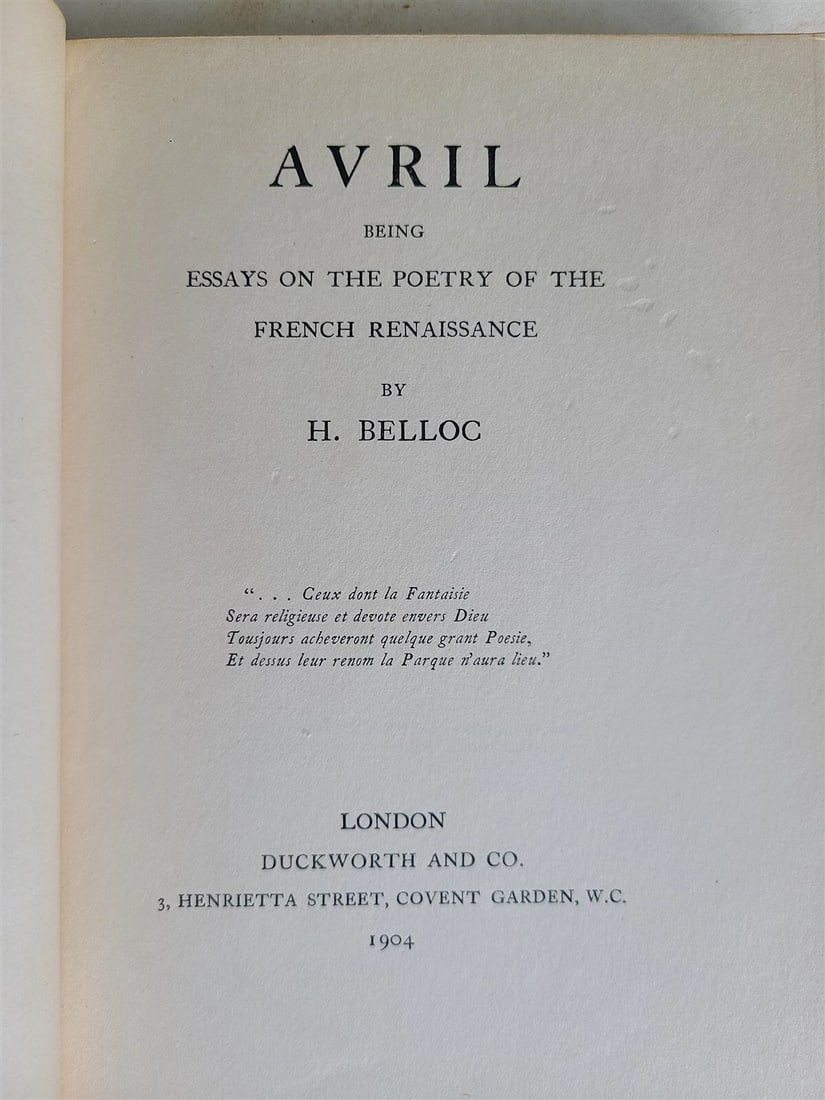 AVRIL
BEING
ESSAYS ON THE POETRY OF THE
FRENCH RENAISSANCE
BY
H. BELLOC
“. . . Ceux dont la Fantaisie
Sera religieuse et devote envers Dieu
Tousjours acheveront quelque grant Poesie,
Et dessus leur renom la Parque n’aura lieu.”
LONDON
DUCKWORTH AND CO.
3, HENRIETTA STREET, COVENT GARDEN, W.C.
1904